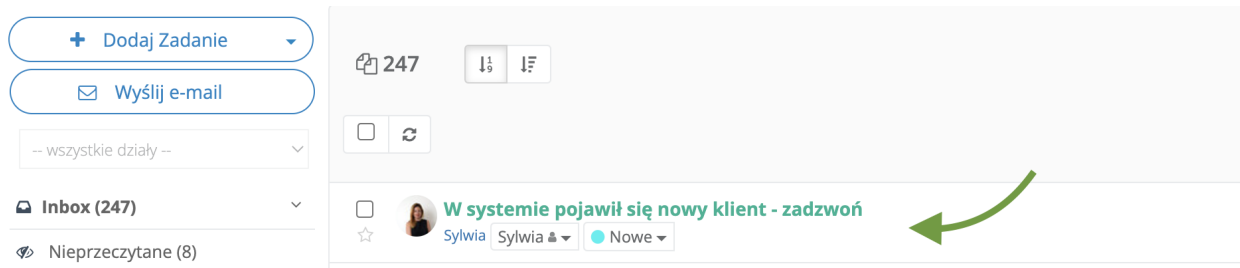 Dodaj Zadanie
Wyślij e-mail
-- wszystkie działy --
Inbox (247)
Nieprzeczytane (8)
247
W systemie pojawił się nowy klient - zadzwoń
Sylwia Sylwia Nowe